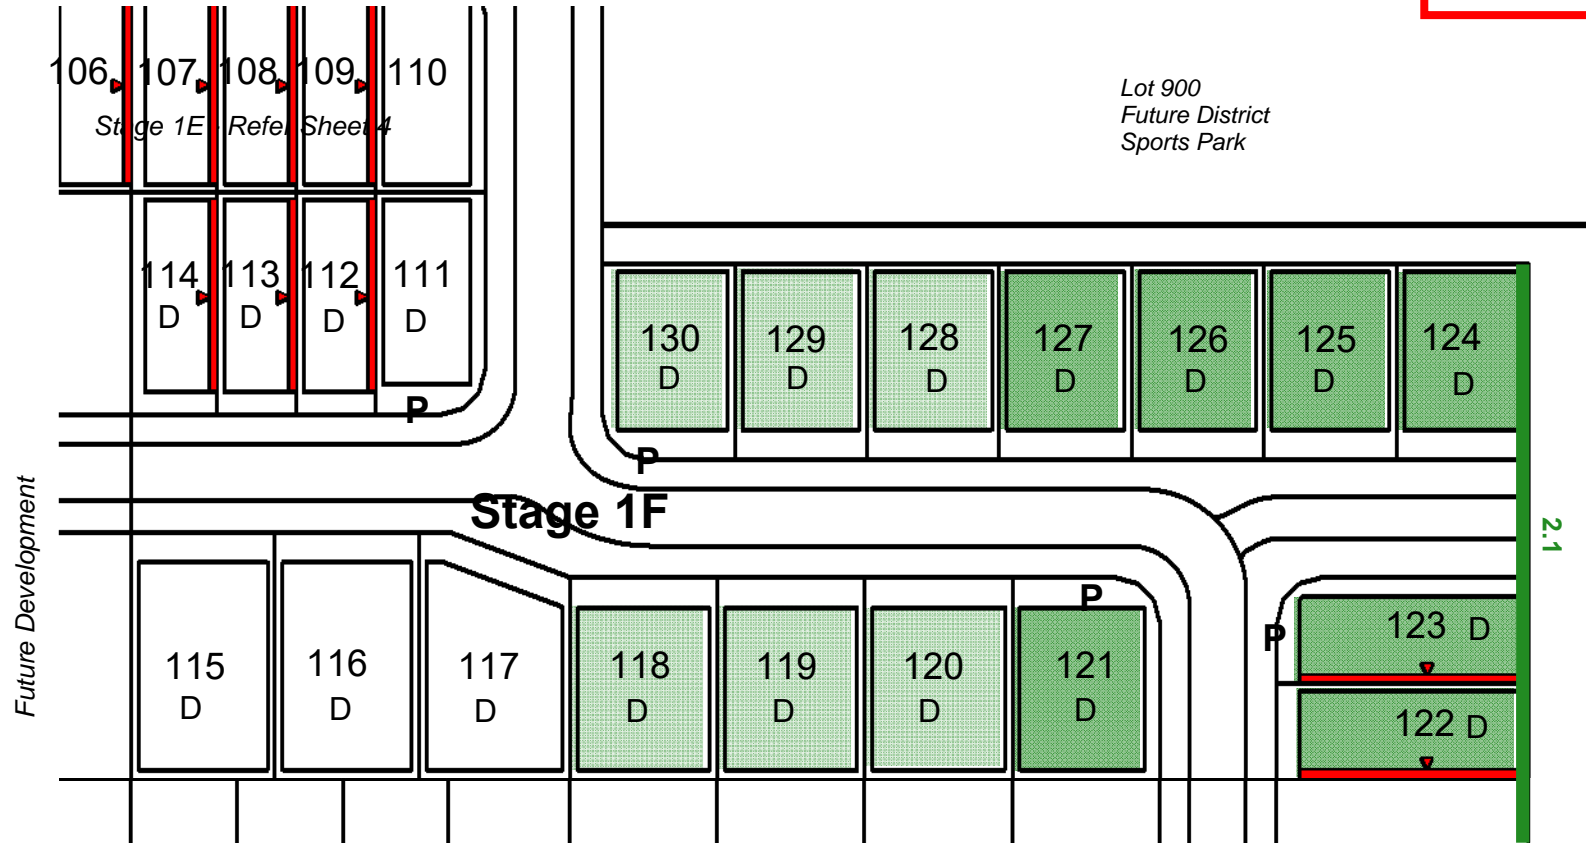 106 107 108 109 110
Stage 1E - Refer Sheet 4
Lot 900
Future District
Sports Park
114 113 112 111
D D D D
P
130 129 128 127 126 125 124
D D D D D D D
P
Stage 1F
2.1
Future Development
P
P
123 D
115 116 117 118 119 120 121
D D D D D D D
122 D